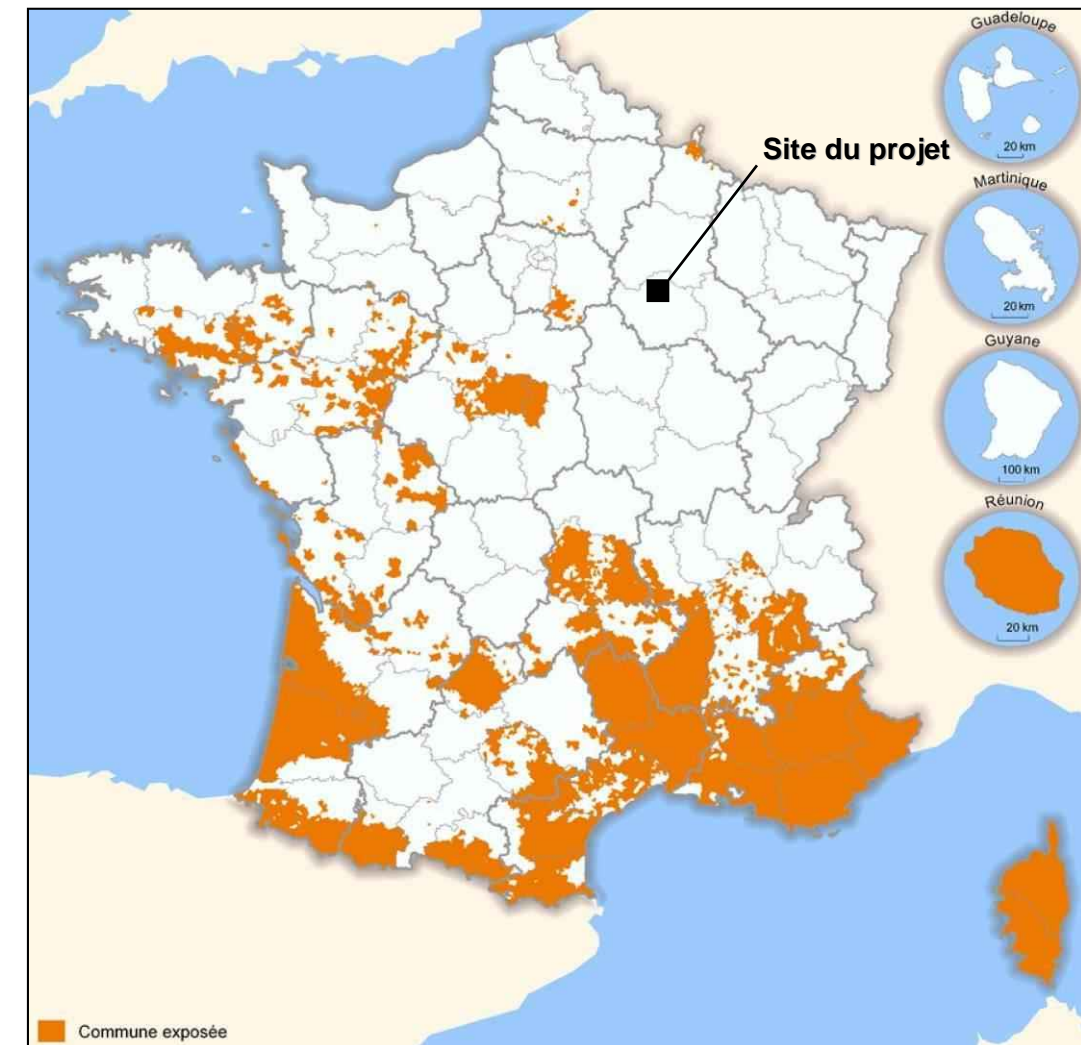 Guadeloupe
20 km
Site du projet
Martinique
20 km
Guyane
100 km
Réunion
20 km
Commune exposée